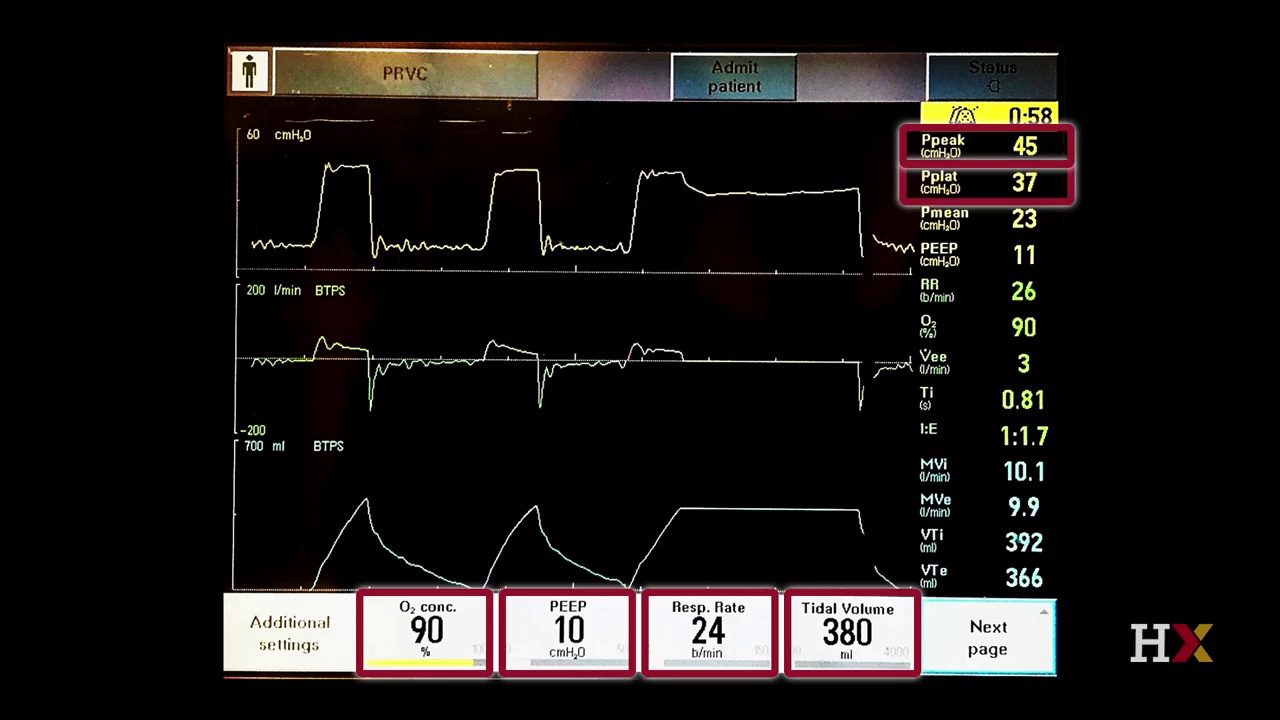 PRVC
Admit
patient
Status
0:58
60 cmH₂O
Ppeak
(cmH₂O)
45
Pplat
(cmH₂O)
37
Pmean
(cmH₂O)
23
PEEP
(cmH₂O)
11
200 l/min BTPS
RR
(b/min)
26
O₂
(%)
90
Vee
(l/min)
3
Ti
(s)
0.81
-200
I:E
1:1.7
700 ml BTPS
MVi
(l/min)
10.1
MVe
(l/min)
9.9
VTi
(ml)
392
VTe
(ml)
366
Additional
settings
O₂ conc.
90
%
100
PEEP
10
cmH₂O
Resp. Rate
24
b/min
150
Tidal Volume
380
ml
4000
Next
page
HX